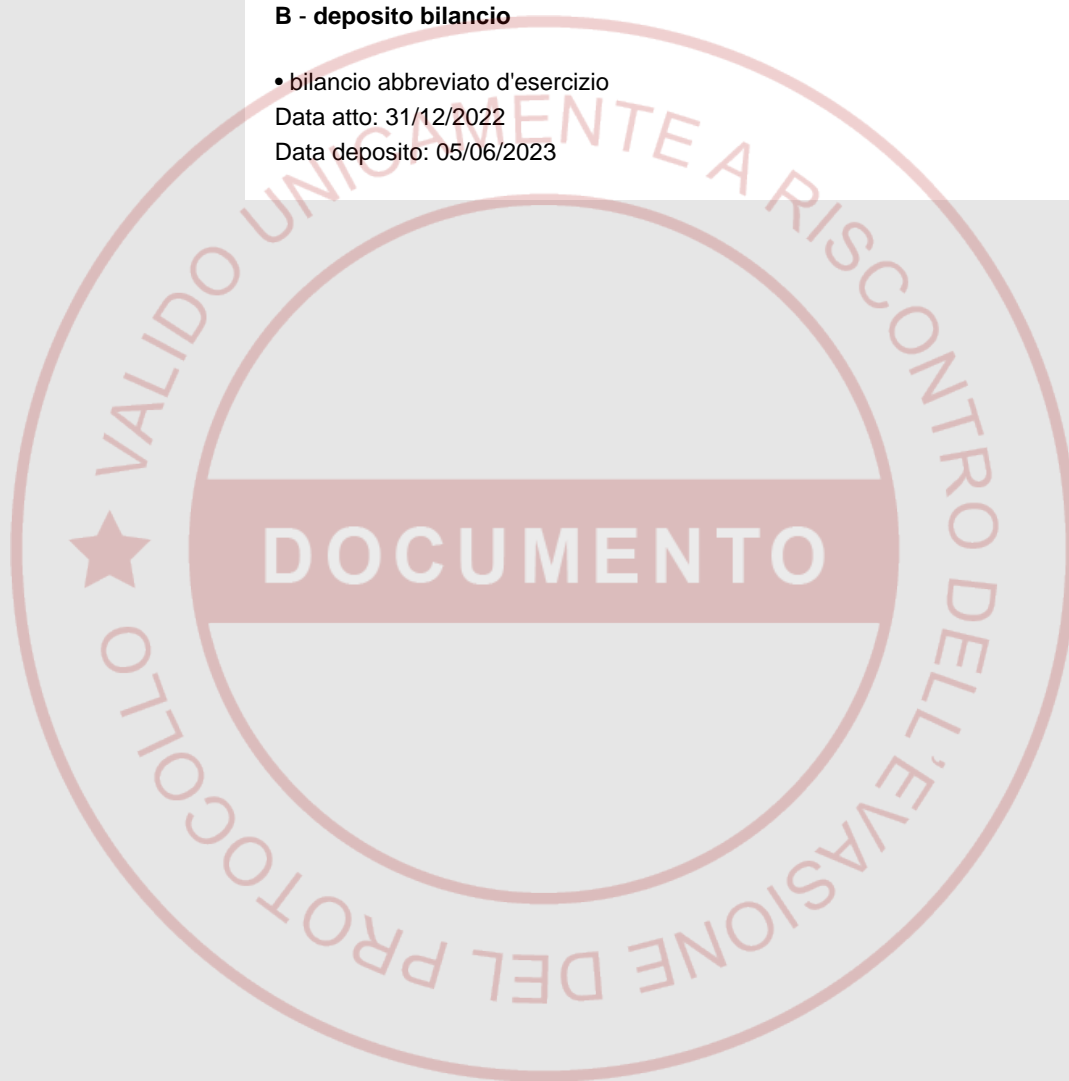 B - deposito bilancio
• bilancio abbreviato d'esercizio
Data atto: 31/12/2022
Data deposito: 05/06/2023
VALIDO UNICAMENTE A RISCONTRO DELL'EVASIONE DEL PROTOCOLLO
DOCUMENTO